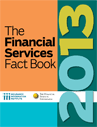 The
Financial
Services
Fact Book
2013